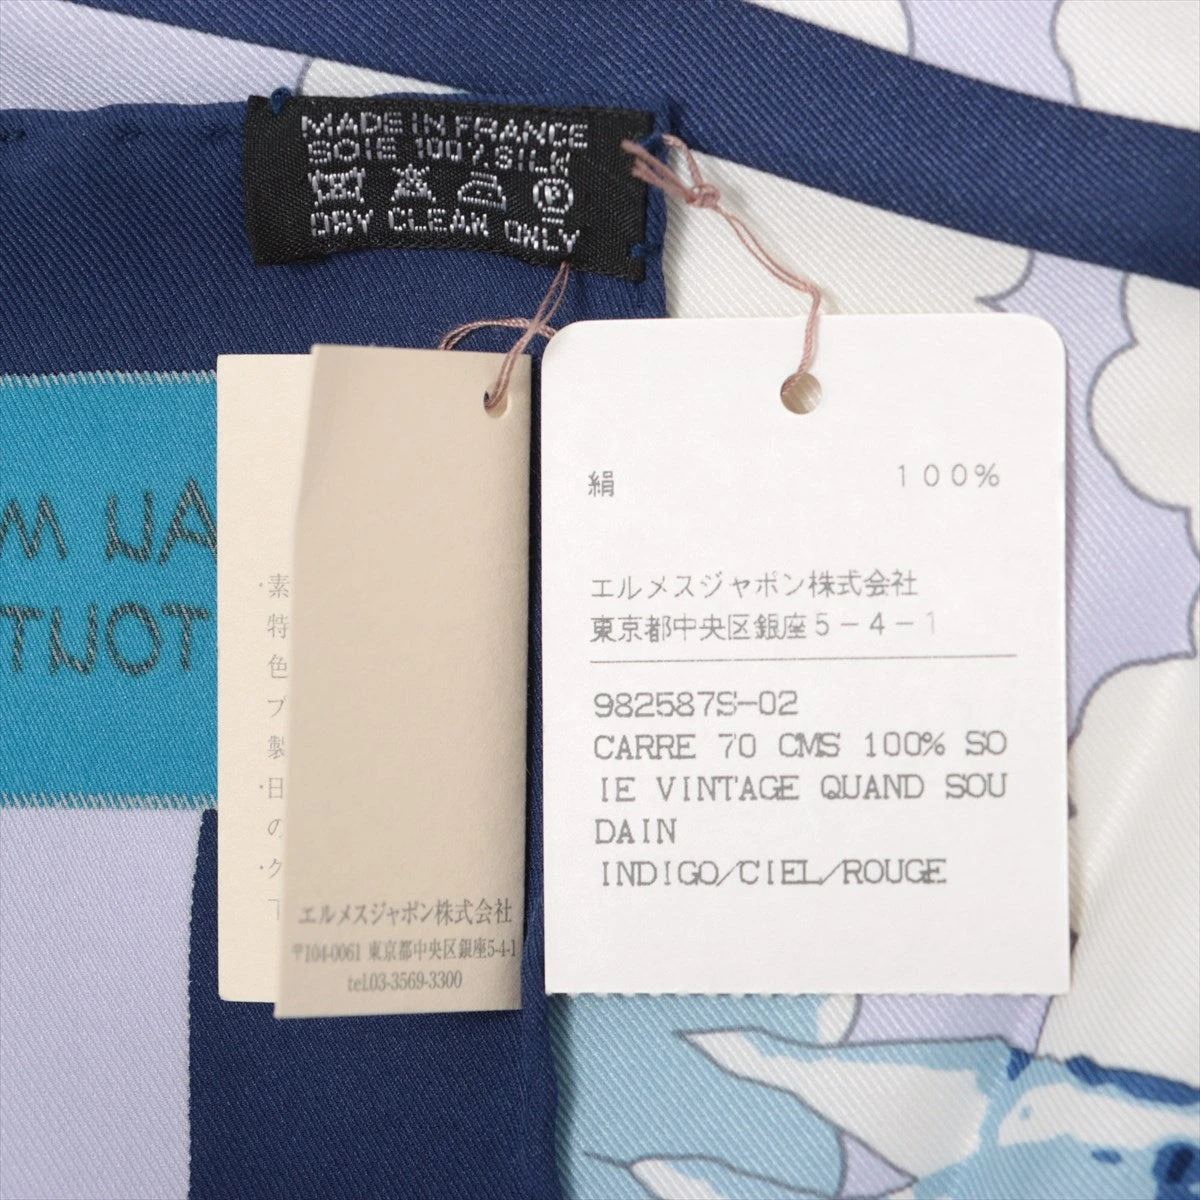 MADE IN FRANCE
SOIE 100% SILK
DRY CLEAN ONLY
絹 100%
エルメスジャポン株式会社
東京都中央区銀座5-4-1
982587S-02
CARRE 70 CMS 100% SO
IE VINTAGE QUAND SOU
DAIN
INDIGO/CIEL/ROUGE
・素
特
色
ブ
製
・日
の
・ク
エルメスジャポン株式会社
〒104-0061 東京都中央区銀座5-4-1
tel.03-3569-3300